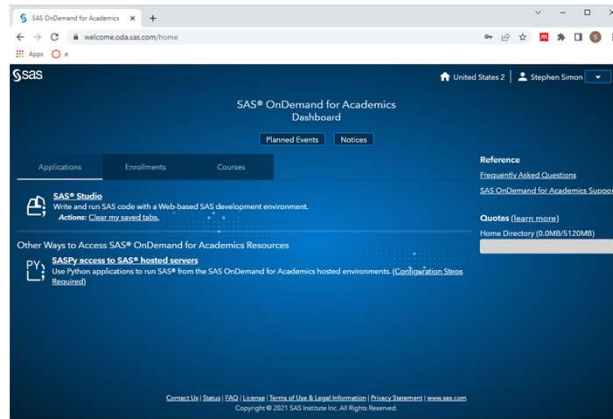 SAS OnDemand for Academics
welcome.oda.sas.com/home
Apps
sas
United States 2
Stephen Simon
SAS® OnDemand for Academics
Dashboard
Planned Events
Notices
Applications
Enrollments
Courses
SAS® Studio
Write and run SAS code with a Web-based SAS development environment.
Actions: Clear my saved tabs.
Other Ways to Access SAS® OnDemand for Academics Resources
PY
SASPy access to SAS® hosted servers
Use Python applications to run SAS® from the SAS OnDemand for Academics hosted environments. (Configuration Steps
Required)
Reference
Frequently Asked Questions
SAS OnDemand for Academics Suppor
Quotas (learn more)
Home Directory (0.0MB/5120MB)
Contact Us | Status | FAQ | License | Terms of Use & Legal Information | Privacy Statement | www.sas.com
Copyright © 2021 SAS Institute Inc. All Rights Reserved.